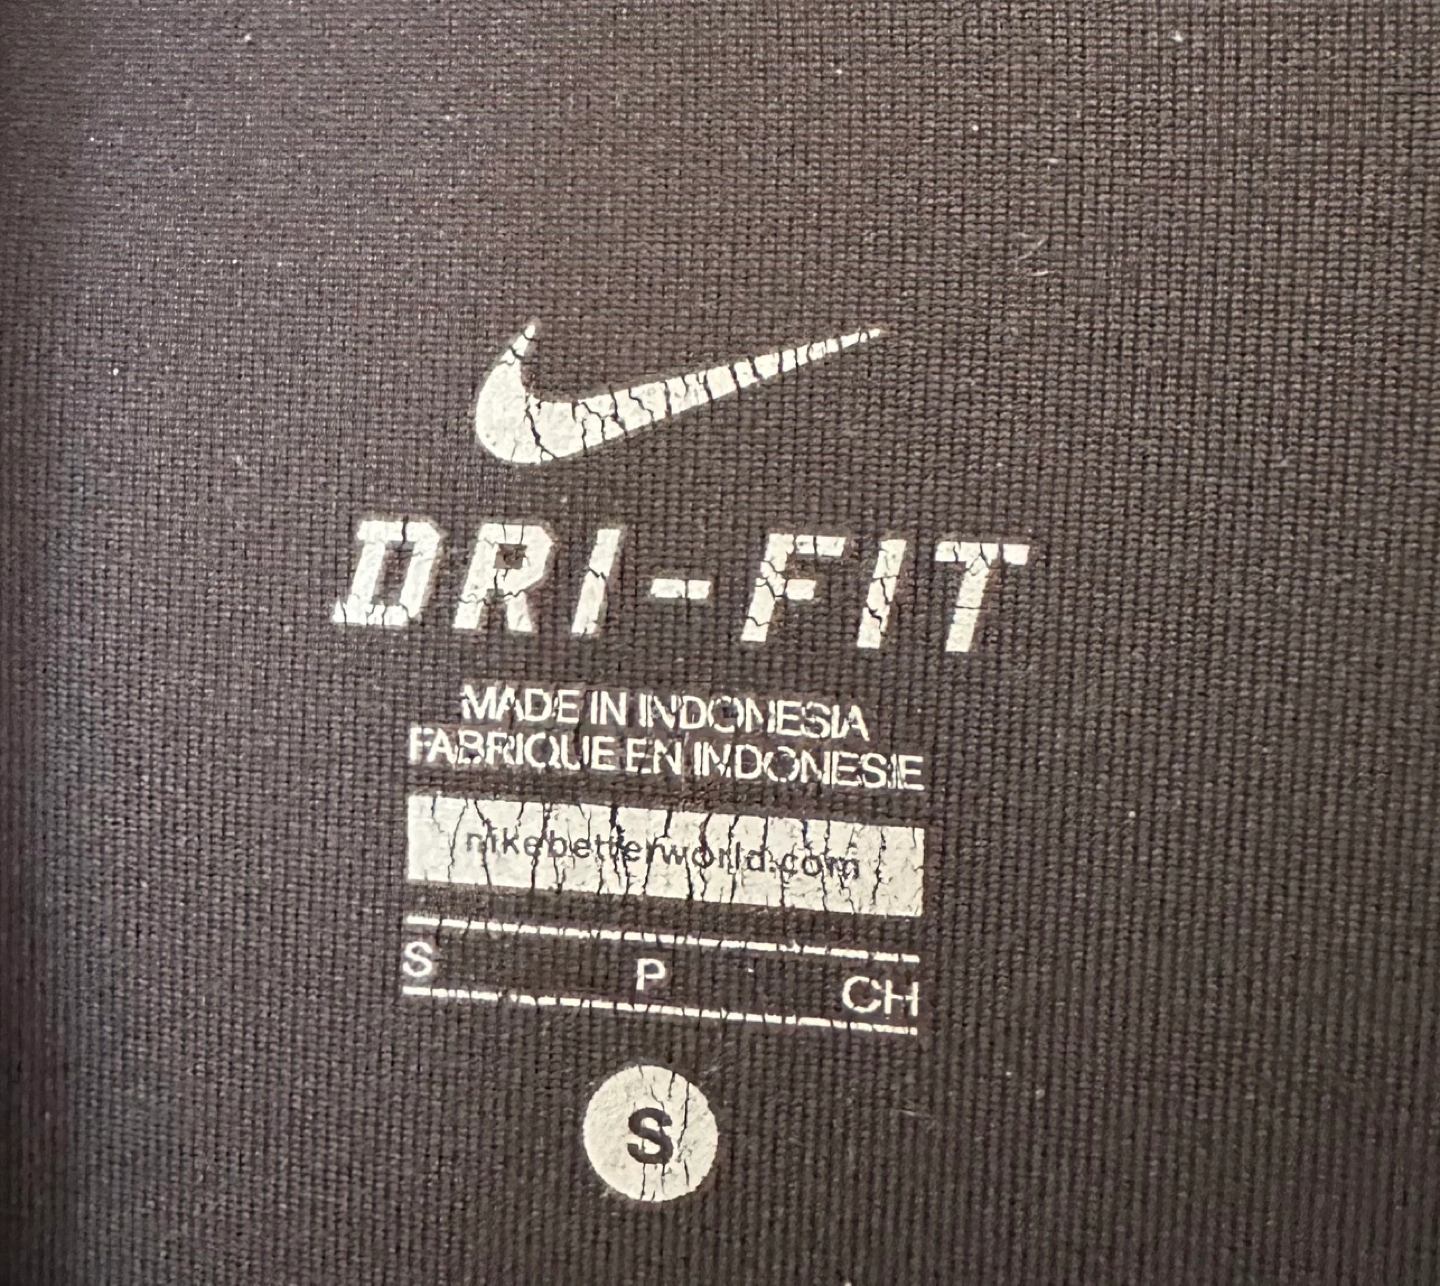 DRI-FIT
MADE IN INDONESIA
FABRIQUE EN INDONESIE
nikebetterworld.com
S P CH
S